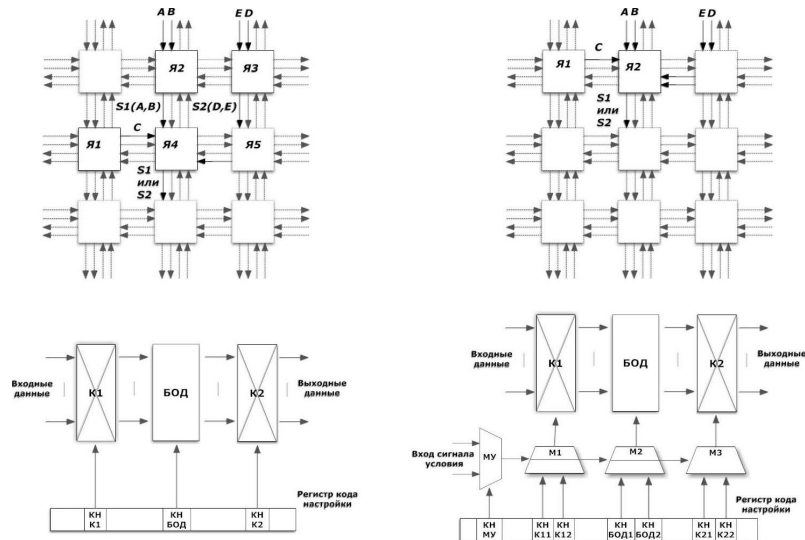 A B
E D
Я2
Я3
S1(A,B)
S2(D,E)
Я1
C
Я4
Я5
S1
или
S2
A B
E D
Я1
C
Я2
S1
или
S2
Входные
данные
К1
БОД
К2
Выходные
данные
Регистр кода
настройки
КН
К1
КН
БОД
КН
К2
Входные
данные
К1
БОД
К2
Выходные
данные
Вход сигнала
условия
МУ
М1
М2
М3
Регистр кода
настройки
КН
МУ
КН
К11
КН
К12
КН
БОД1
КН
БОД2
КН
К21
КН
К22